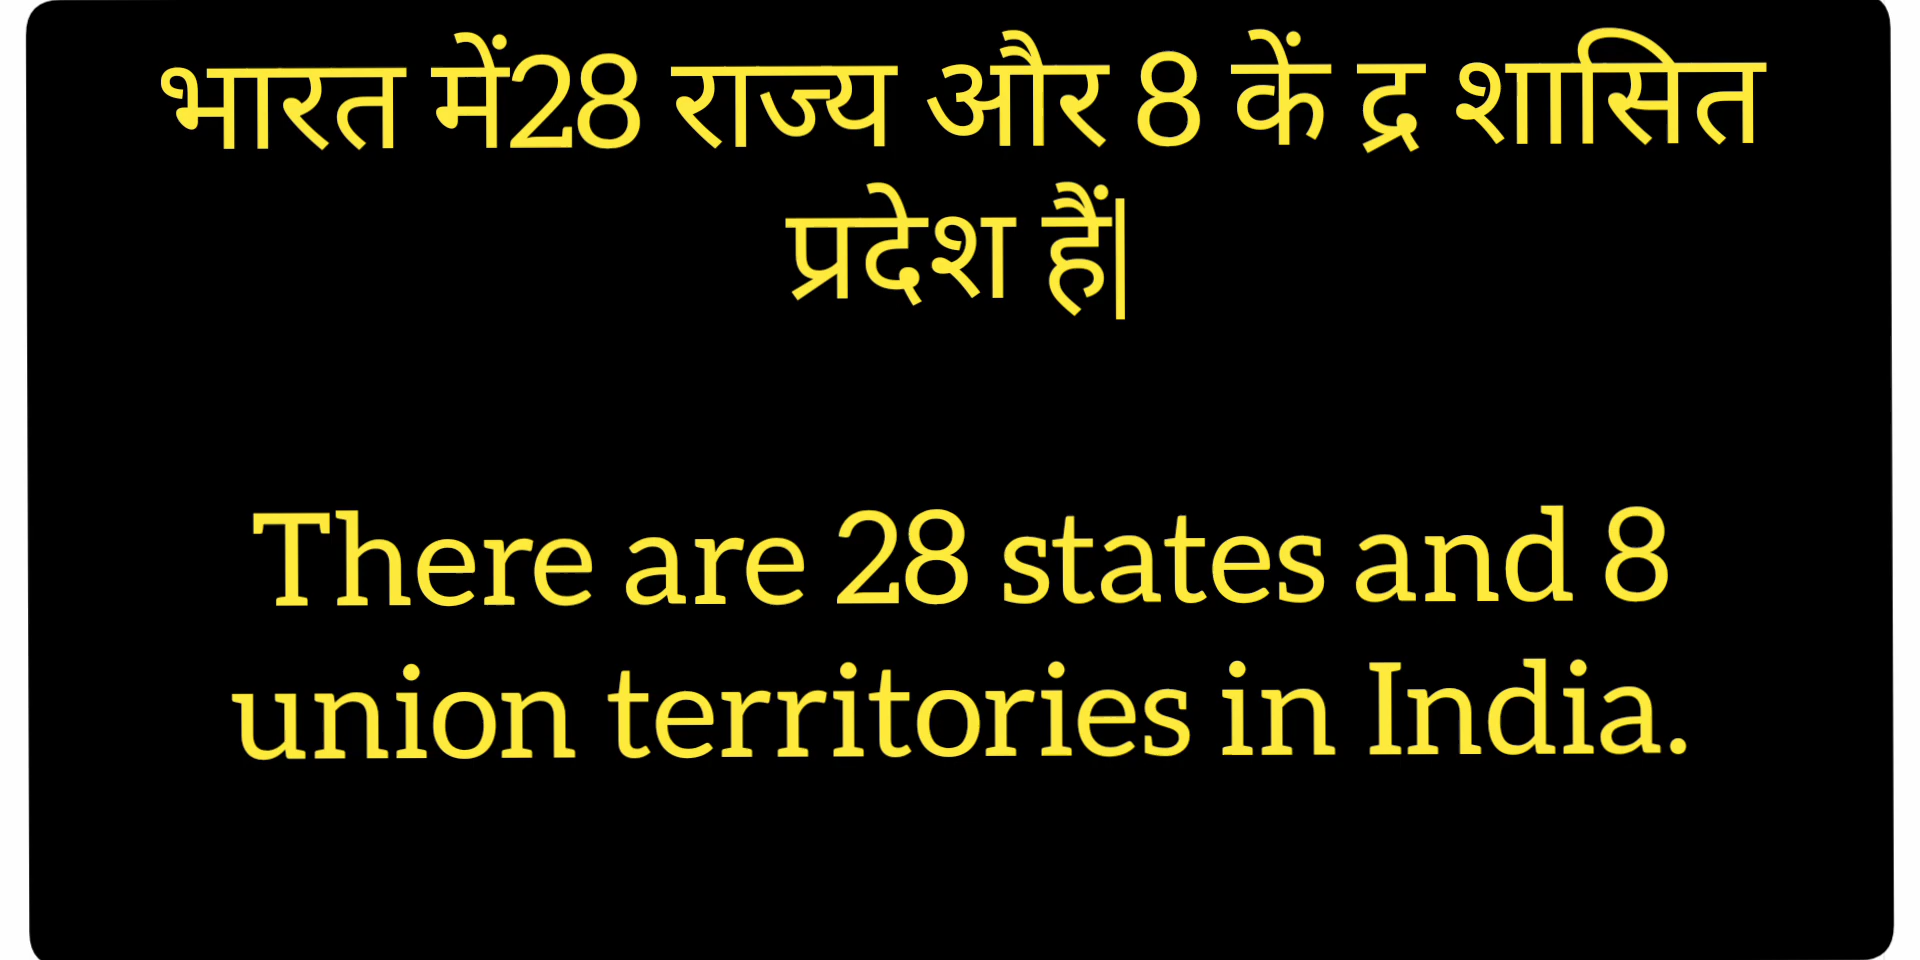 भारत में28 राज्य और 8 कें द्र शासित
प्रदेश हैं|
There are 28 states and 8
union territories in India.